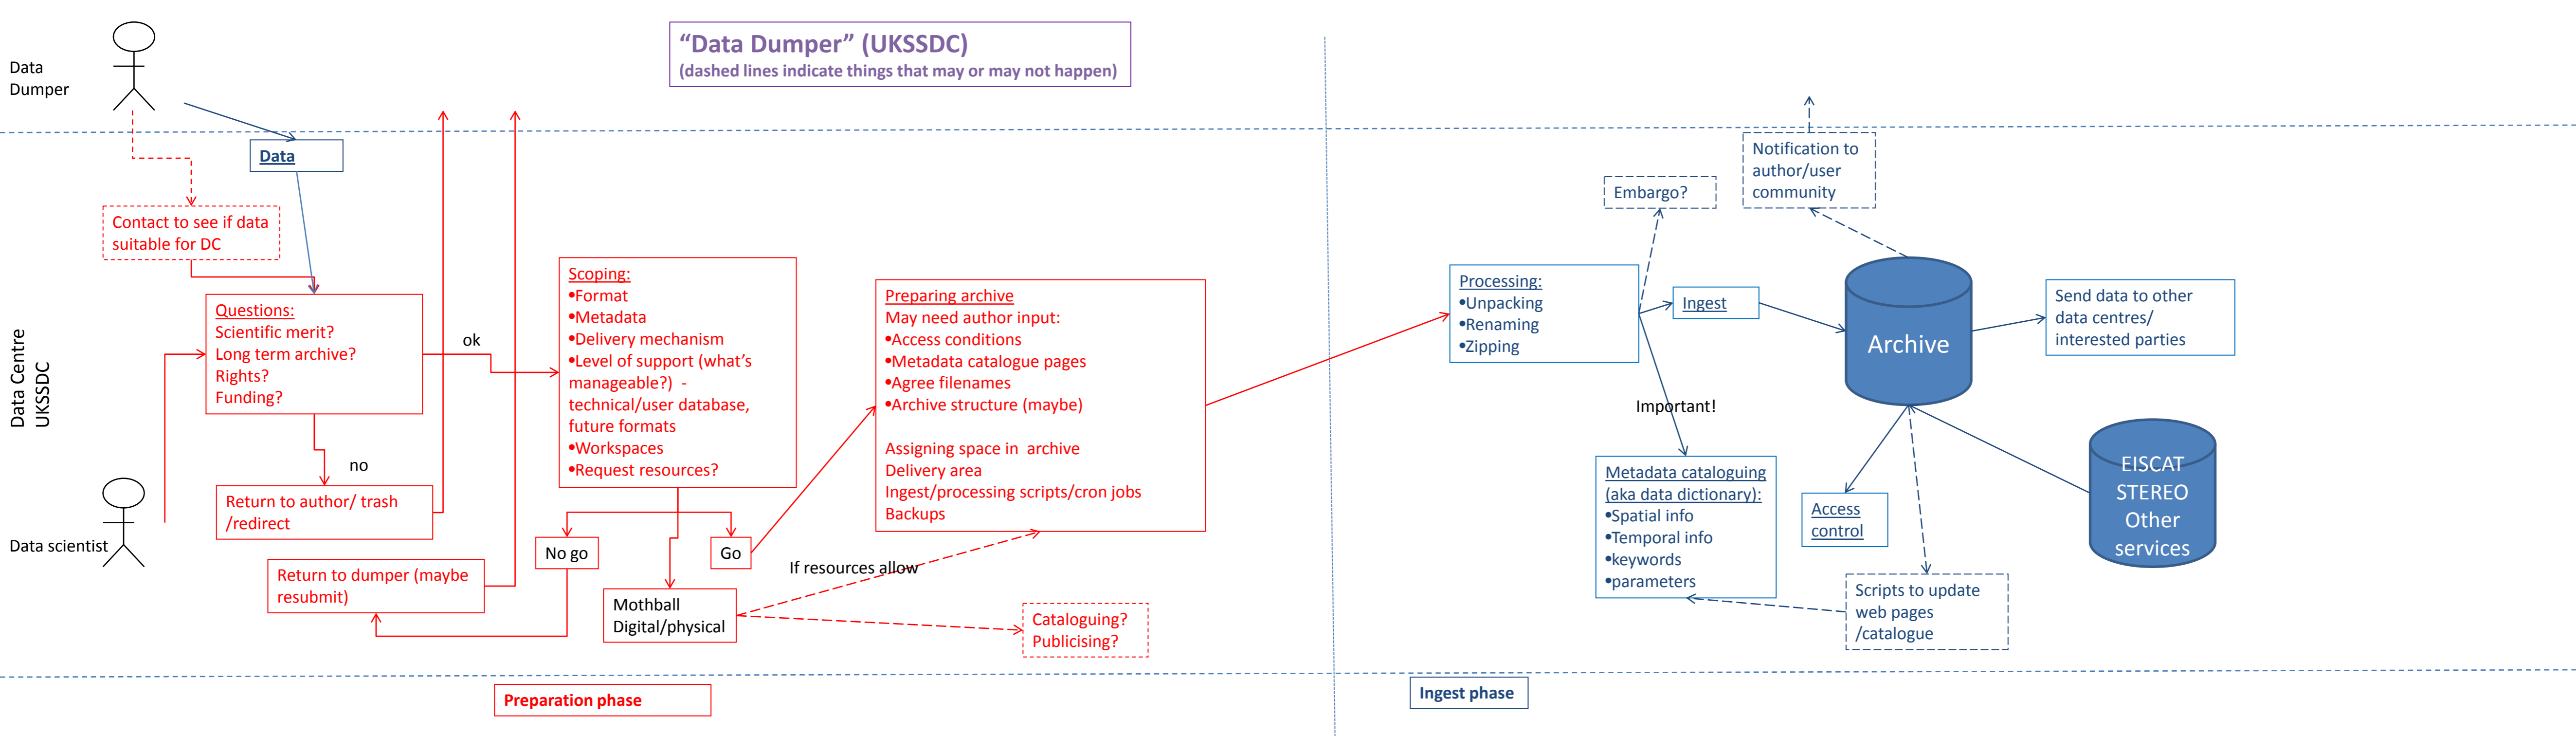 “Data Dumper” (UKSSDC)
(dashed lines indicate things that may or may not happen)
Data
Dumper
Data
Contact to see if data
suitable for DC
Questions:
Scientific merit?
Long term archive?
Rights?
Funding?
ok
no
Return to author/ trash
/redirect
Return to dumper (maybe
resubmit)
Data Centre
UKSSDC
Data scientist
Scoping:
•Format
•Metadata
•Delivery mechanism
•Level of support (what’s
manageable?) -
technical/user database,
future formats
•Workspaces
•Request resources?
No go
Go
Mothball
Digital/physical
If resources allow
Cataloguing?
Publicising?
Preparing archive
May need author input:
•Access conditions
•Metadata catalogue pages
•Agree filenames
•Archive structure (maybe)
Assigning space in archive
Delivery area
Ingest/processing scripts/cron jobs
Backups
Preparation phase
Processing:
•Unpacking
•Renaming
•Zipping
Embargo?
Notification to
author/user
community
Ingest
Archive
Send data to other
data centres/
interested parties
Important!
Metadata cataloguing
(aka data dictionary):
•Spatial info
•Temporal info
•keywords
•parameters
Access
control
EISCAT
STEREO
Other
services
Scripts to update
web pages
/catalogue
Ingest phase